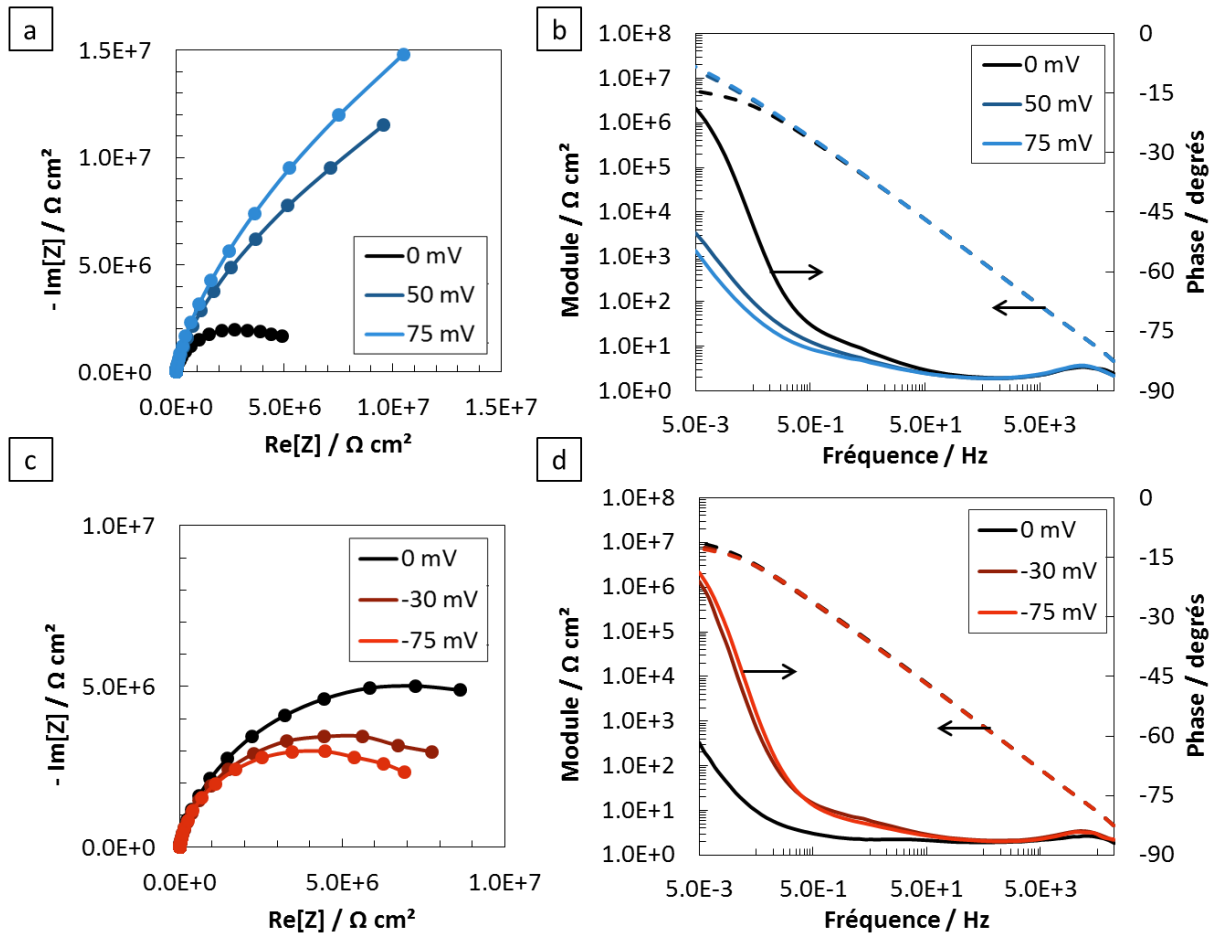 a
1.5E+7
1.0E+7
5.0E+6
0.0E+0
- Im[Z] / Ω cm²
0 mV
50 mV
75 mV
0.0E+0 5.0E+6 1.0E+7 1.5E+7
Re[Z] / Ω cm²
b
1.0E+8
1.0E+7
1.0E+6
1.0E+5
1.0E+4
1.0E+3
1.0E+2
1.0E+1
1.0E+0
Module / Ω cm²
0 mV
50 mV
75 mV
0
-15
-30
-45
-60
-75
-90
Phase / degrés
5.0E-3 5.0E-1 5.0E+1 5.0E+3
Fréquence / Hz
c
1.0E+7
5.0E+6
0.0E+0
- Im[Z] / Ω cm²
0 mV
-30 mV
-75 mV
0.0E+0 5.0E+6 1.0E+7
Re[Z] / Ω cm²
d
1.0E+8
1.0E+7
1.0E+6
1.0E+5
1.0E+4
1.0E+3
1.0E+2
1.0E+1
1.0E+0
Module / Ω cm²
0 mV
-30 mV
-75 mV
0
-15
-30
-45
-60
-75
-90
Phase / degrés
5.0E-3 5.0E-1 5.0E+1 5.0E+3
Fréquence / Hz